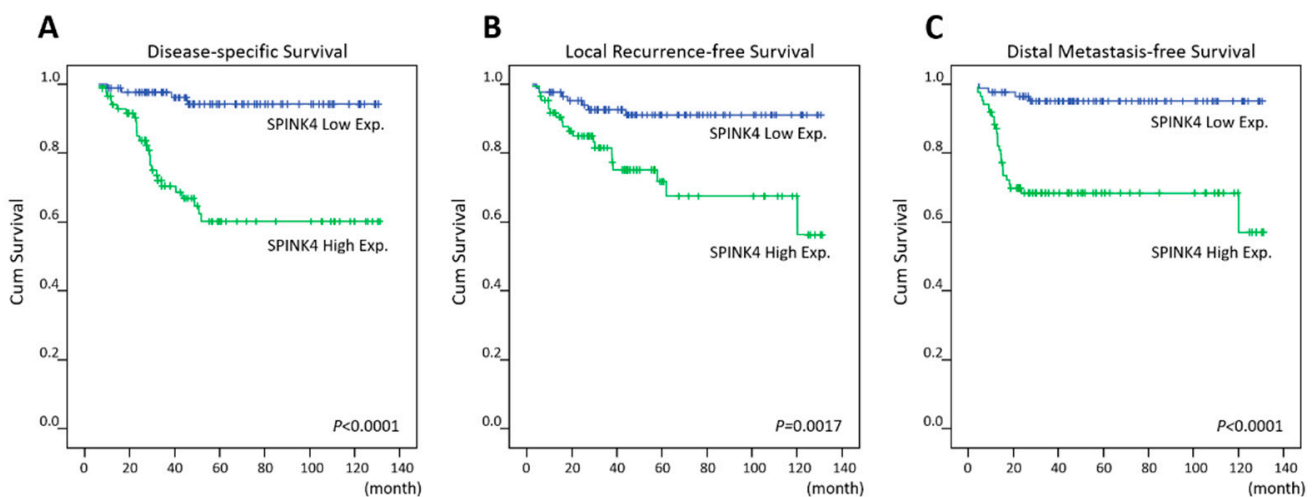 A
Disease-specific Survival
Cum Survival
1.0
0.8
0.6
0.4
0.2
0.0
SPINK4 Low Exp.
SPINK4 High Exp.
P<0.0001
0 20 40 60 80 100 120 140
(month)
B
Local Recurrence-free Survival
Cum Survival
1.0
0.8
0.6
0.4
0.2
0.0
SPINK4 Low Exp.
SPINK4 High Exp.
P=0.0017
0 20 40 60 80 100 120 140
(month)
C
Distal Metastasis-free Survival
Cum Survival
1.0
0.8
0.6
0.4
0.2
0.0
SPINK4 Low Exp.
SPINK4 High Exp.
P<0.0001
0 20 40 60 80 100 120 140
(month)